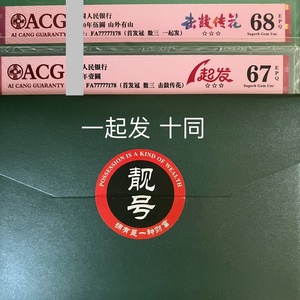 ACG
AI CANG GUARANTY
国人民银行
伍圆 山外有山
FA77777178（首发冠 数三 一起发）
击鼓传花
☆☆☆
68
EPQ
Superb Gem Unc
ACG
AI CANG GUARANTY
人民银行
年壹圆
FA77777178（首发冠 数三 击鼓传花）
一起发
☆☆☆
67
EPQ
Superb Gem Unc
一起发 十同
POSSESSION IS A KIND OF WEALTH
靓号
拥有是一种财富